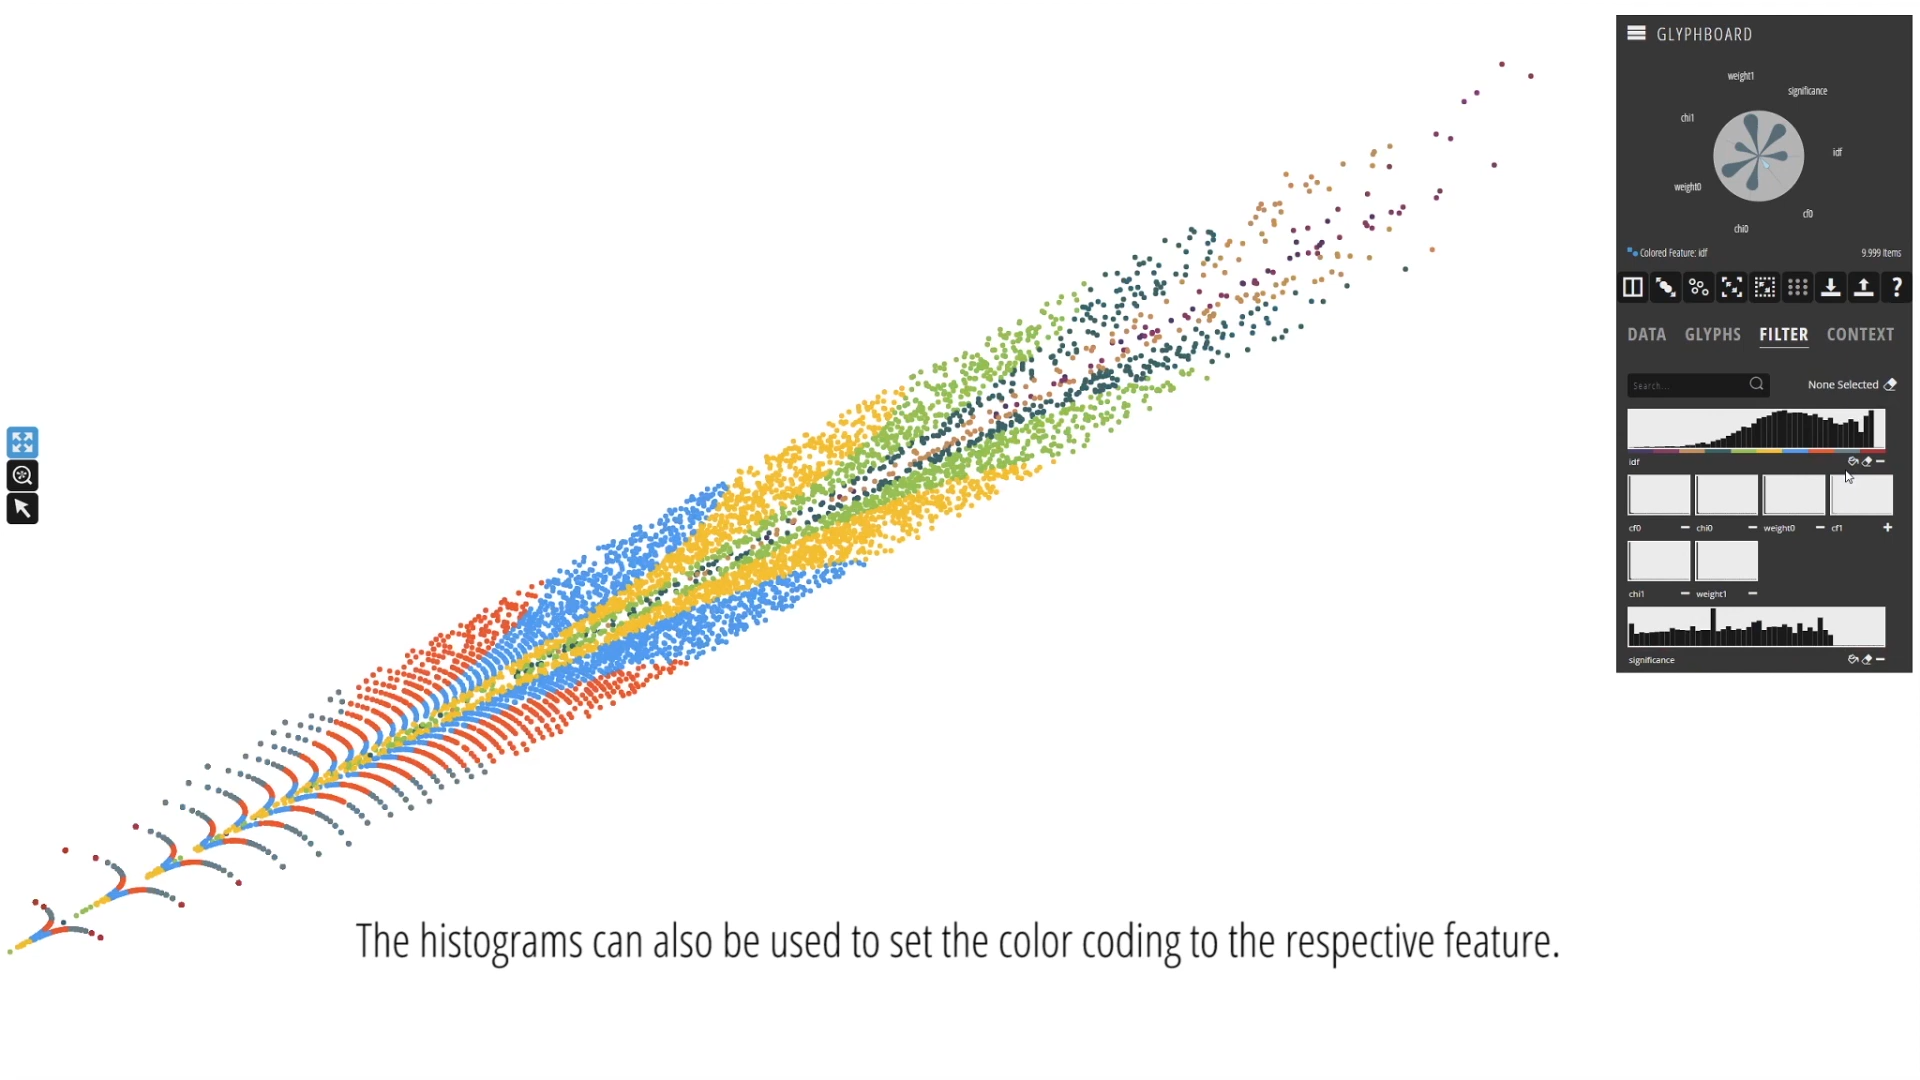 GLYPHBOARD
weight1
significance
chi1
idf
weight0
cf0
chi0
Colored Feature: idf
9.999 Items
?
DATA GLYPHS FILTER CONTEXT
Search...
None Selected
idf
cf0 chi0 weight0 cf1
chi1 weight1
significance
The histograms can also be used to set the color coding to the respective feature.